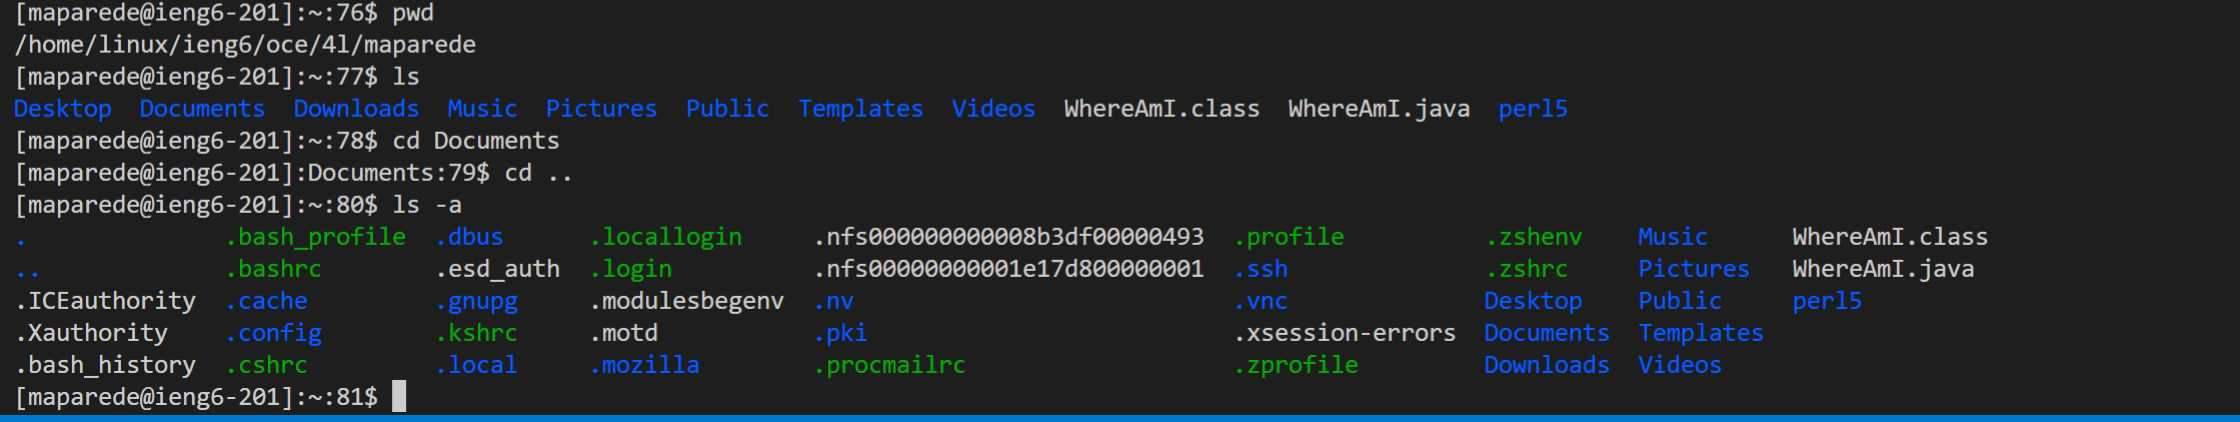 [maparede@ieng6-201]:~:76$ pwd
/home/linux/ieng6/oce/4l/maparede
[maparede@ieng6-201]:~:77$ ls
Desktop  Documents  Downloads  Music  Pictures  Public  Templates  Videos  WhereAmI.class  WhereAmI.java  perl5
[maparede@ieng6-201]:~:78$ cd Documents
[maparede@ieng6-201]:Documents:79$ cd ..
[maparede@ieng6-201]:~:80$ ls -a
.              .bash_profile  .dbus      .locallogin       .nfs000000000008b3df00000493  .profile          .zshenv    Music      WhereAmI.class
..             .bashrc        .esd_auth  .login            .nfs00000000001e17d800000001  .ssh              .zshrc     Pictures   WhereAmI.java
.ICEauthority  .cache         .gnupg     .modulesbegenv  .nv                           .vnc              Desktop    Public     perl5
.Xauthority    .config        .kshrc     .motd           .pki                          .xsession-errors  Documents  Templates
.bash_history  .cshrc         .local     .mozilla        .procmailrc                   .zprofile         Downloads  Videos
[maparede@ieng6-201]:~:81$